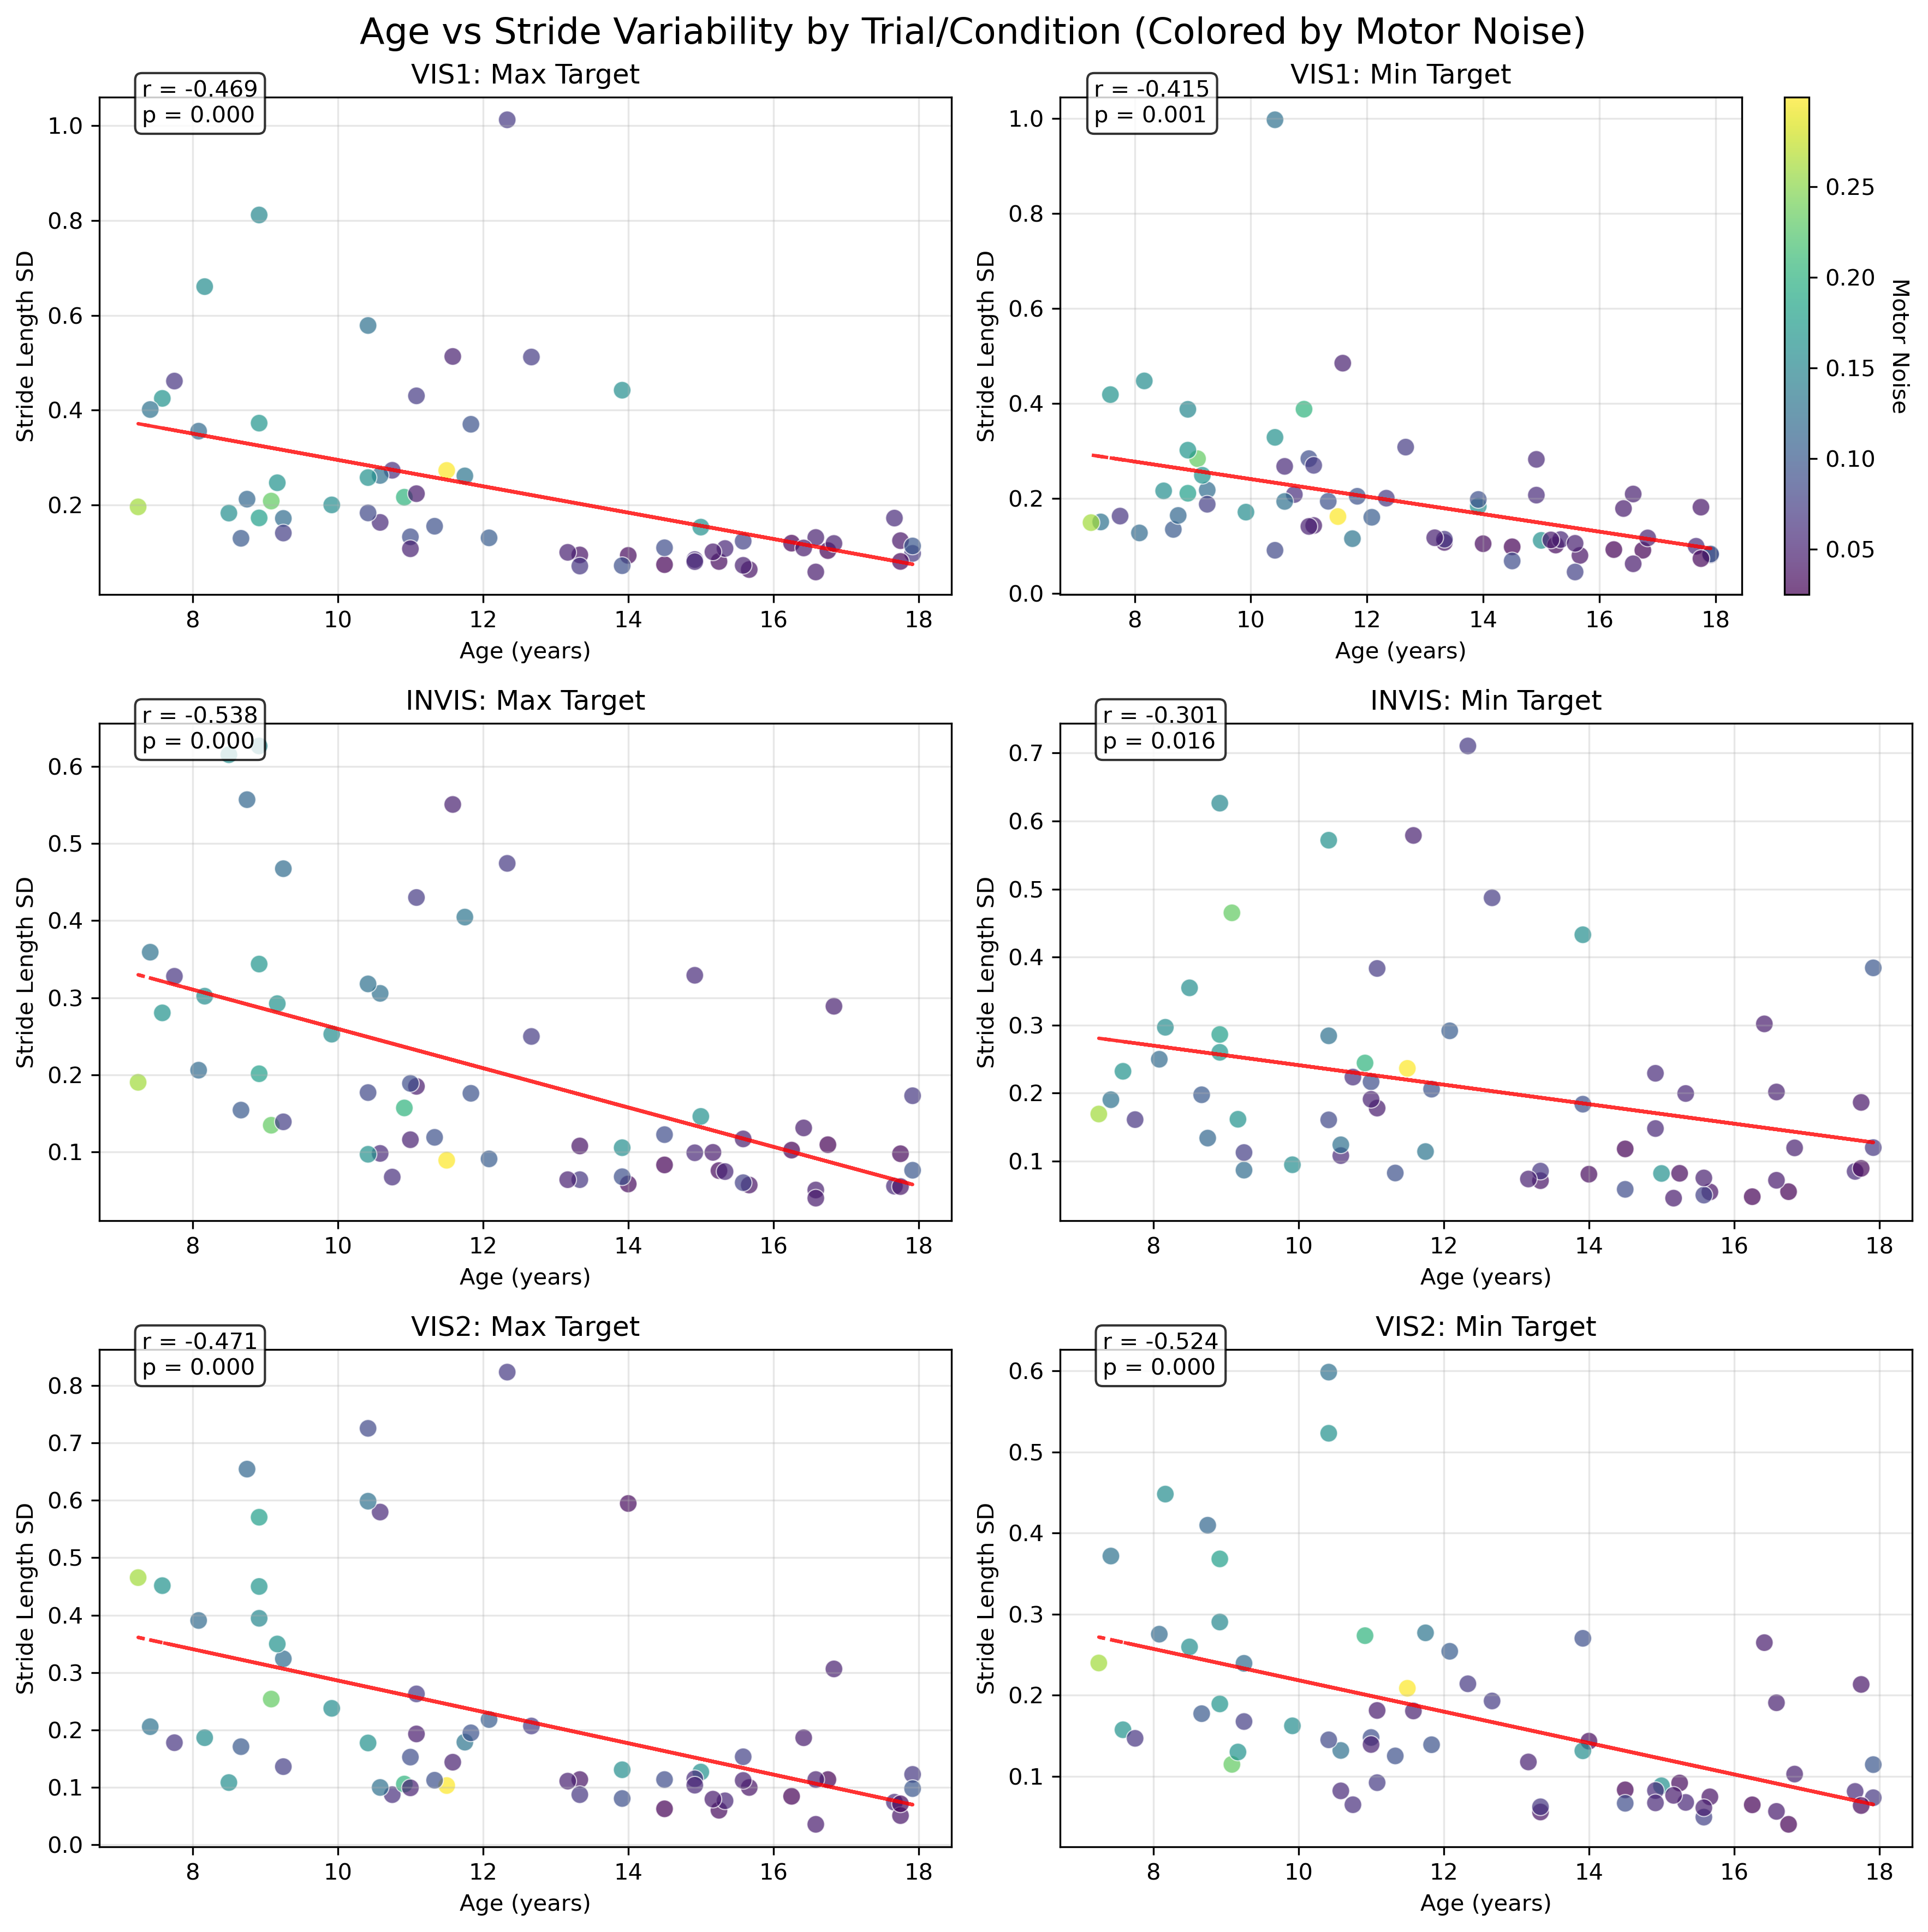 Age vs Stride Variability by Trial/Condition (Colored by Motor Noise)
VIS1: Max Target
r = -0.469
p = 0.000
1.0
0.8
0.6
0.4
0.2
Stride Length SD
8 10 12 14 16 18
Age (years)
VIS1: Min Target
r = -0.415
p = 0.001
1.0
0.8
0.6
0.4
0.2
0.0
Stride Length SD
8 10 12 14 16 18
Age (years)
0.25
0.20
0.15
0.10
0.05
Motor Noise
INVIS: Max Target
r = -0.538
p = 0.000
0.6
0.5
0.4
0.3
0.2
0.1
Stride Length SD
8 10 12 14 16 18
Age (years)
INVIS: Min Target
r = -0.301
p = 0.016
0.7
0.6
0.5
0.4
0.3
0.2
0.1
Stride Length SD
8 10 12 14 16 18
Age (years)
VIS2: Max Target
r = -0.471
p = 0.000
0.8
0.7
0.6
0.5
0.4
0.3
0.2
0.1
0.0
Stride Length SD
8 10 12 14 16 18
Age (years)
VIS2: Min Target
r = -0.524
p = 0.000
0.6
0.5
0.4
0.3
0.2
0.1
Stride Length SD
8 10 12 14 16 18
Age (years)